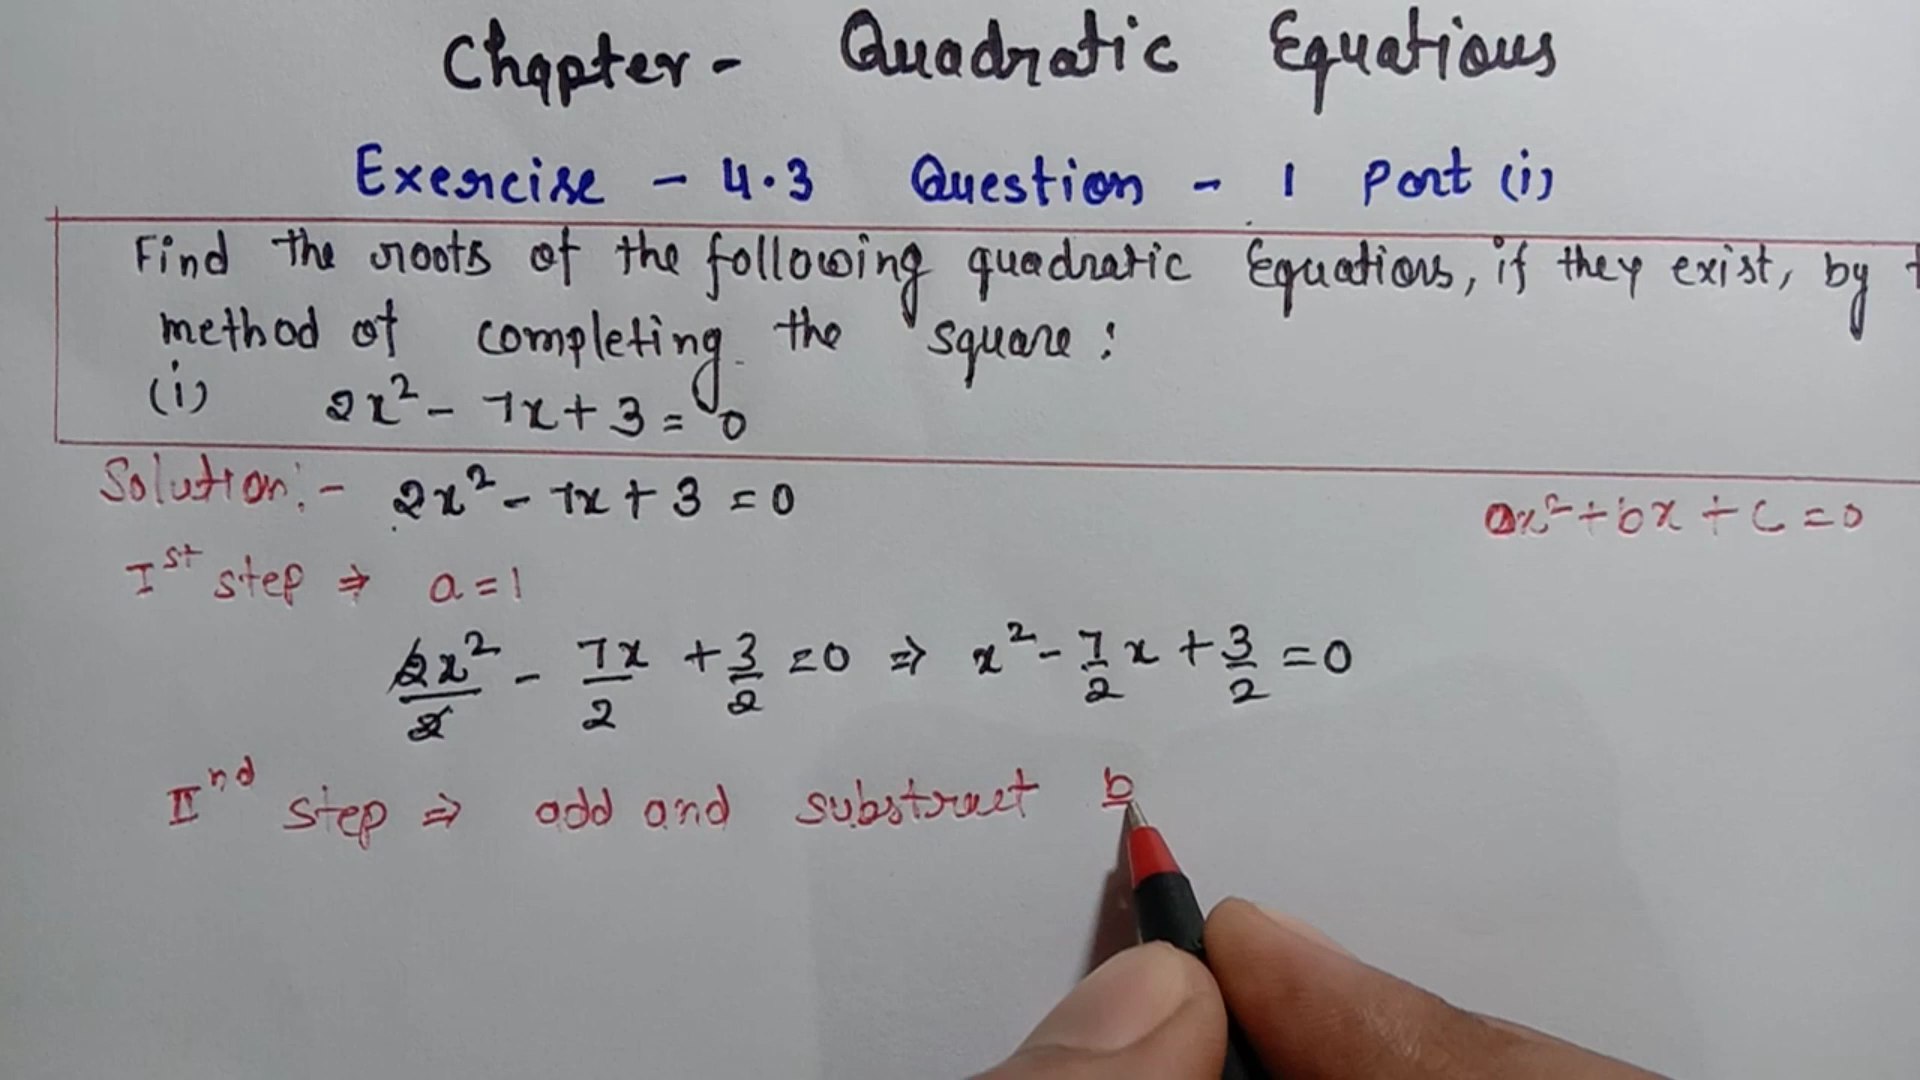 Chapter - Quadratic Equations
Exercise - 4.3 Question - 1 Part (i)
Find the roots of the following quadratic Equations, if they exist, by
method of completing the square :
(i) 2x² - 7x + 3 = 0
Solution :- 2x² - 7x + 3 = 0
ax² + bx + c = 0
Iˢᵗ step ⇒ a = 1
2x²/2 - 7x/2 + 3/2 = 0 ⇒ x² - 7/2 x + 3/2 = 0
IIⁿᵈ step ⇒ add and substract b